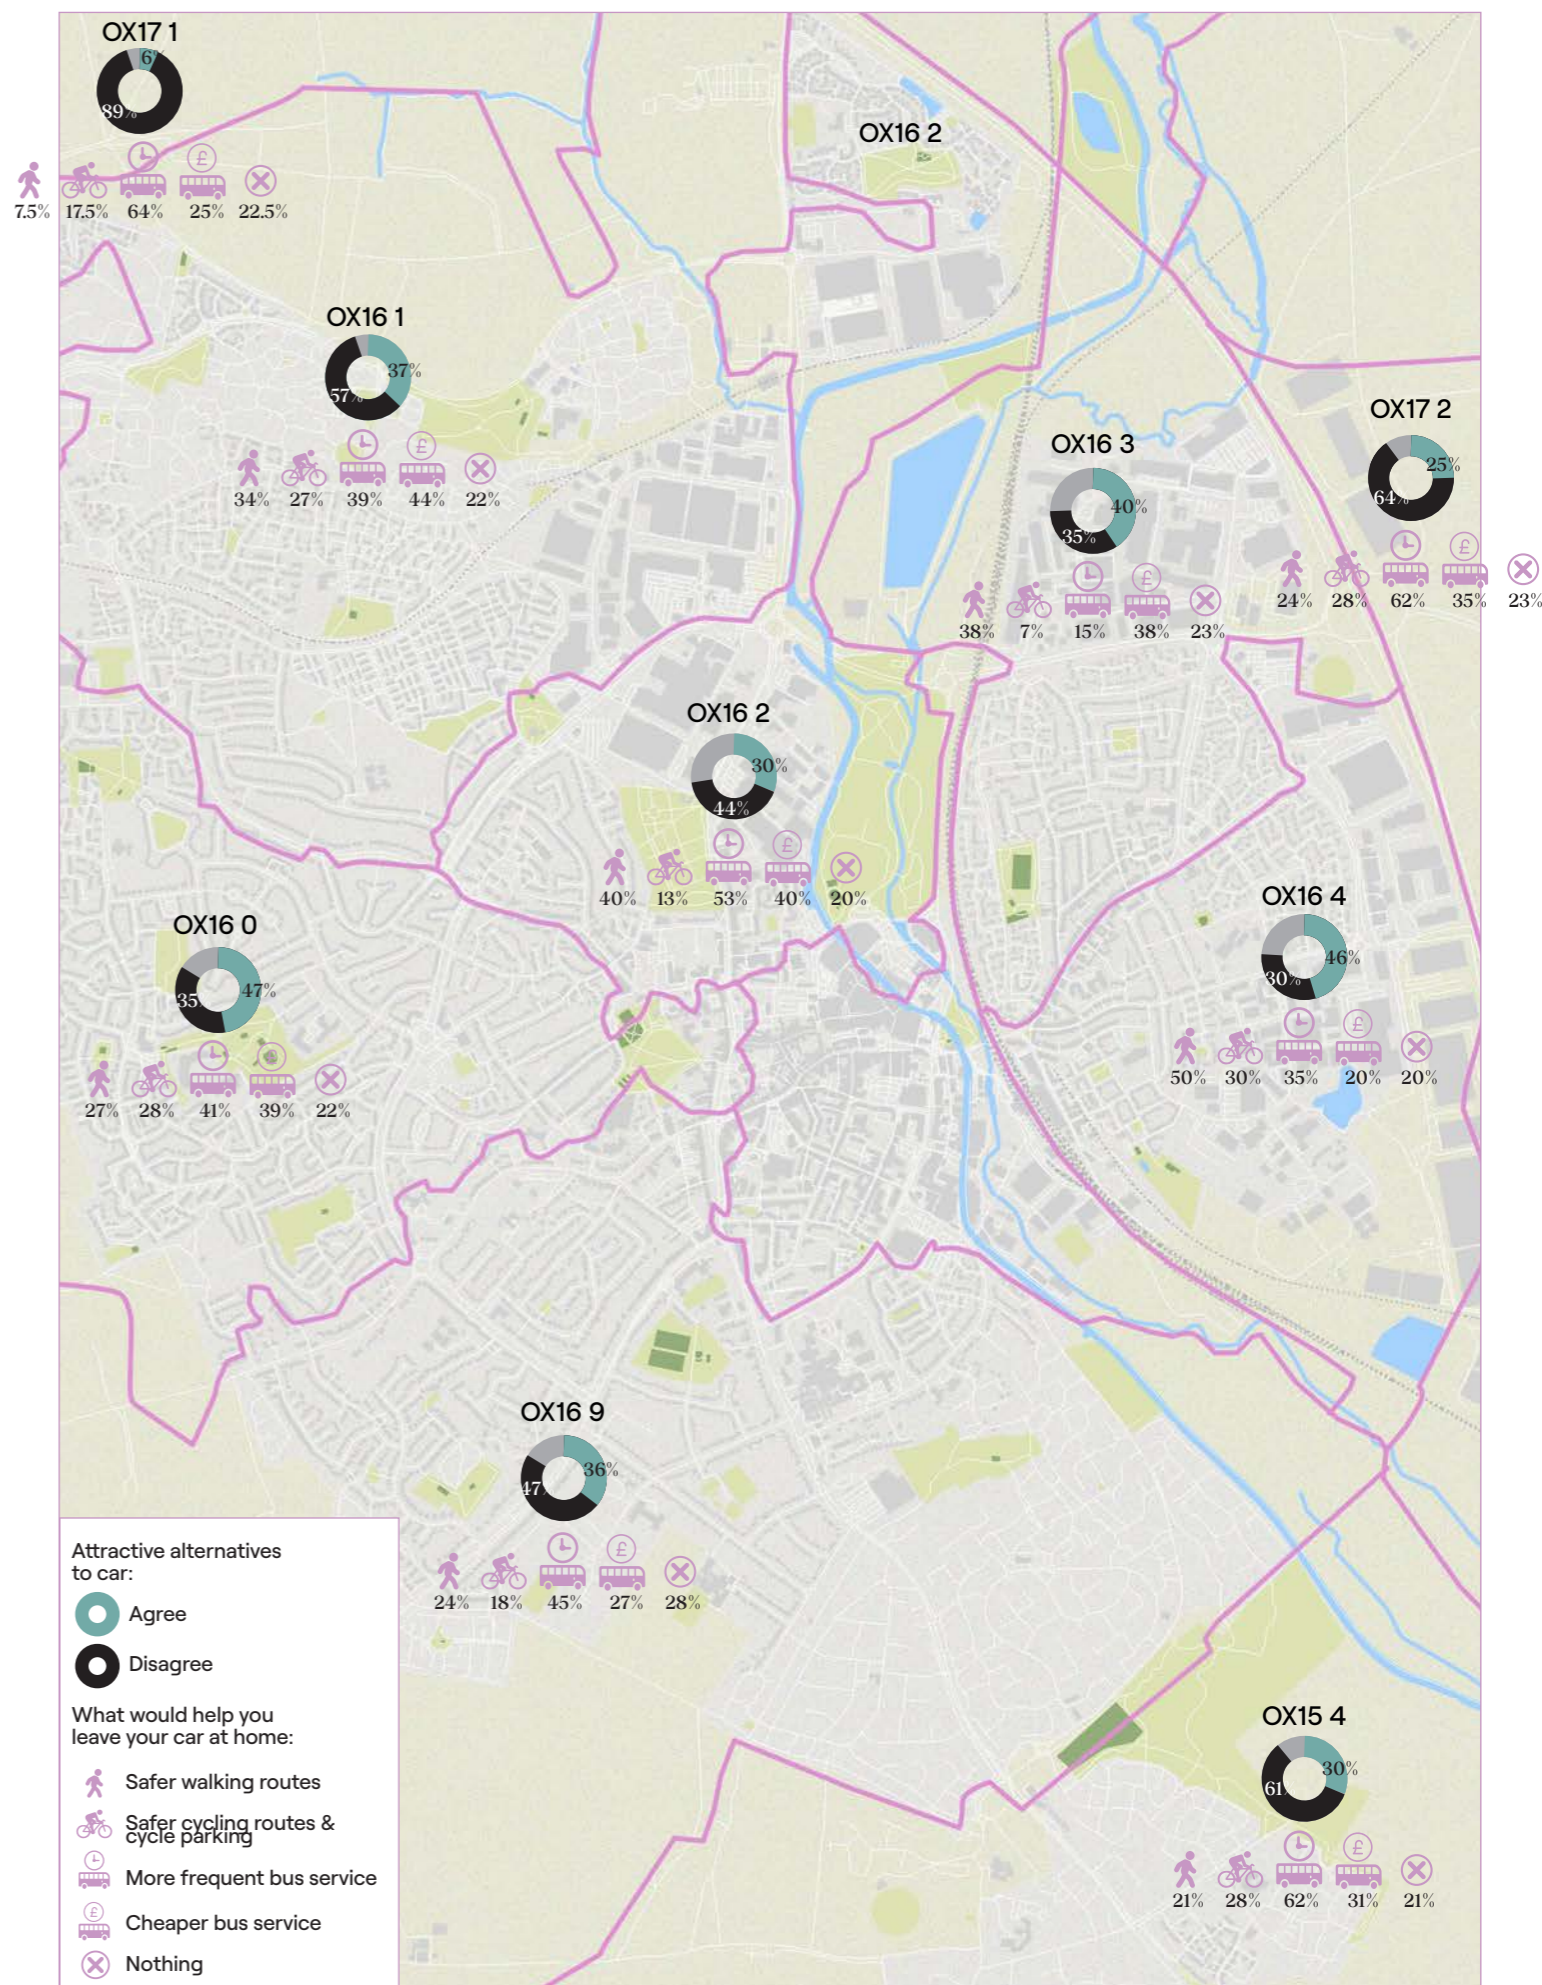 OX17 1
6%
89%
7.5% 17.5% 64% 25% 22.5%
OX16 2
OX16 1
37%
57%
34% 27% 39% 44% 22%
OX17 2
25%
64%
24% 28% 62% 35% 23%
OX16 3
40%
35%
38% 7% 15% 38% 23%
OX16 2
30%
44%
40% 13% 53% 40% 20%
OX16 4
46%
30%
50% 30% 35% 20% 20%
OX16 0
47%
35%
27% 28% 41% 39% 22%
OX16 9
36%
47%
24% 18% 45% 27% 28%
OX15 4
30%
61%
21% 28% 62% 31% 21%
Attractive alternatives
to car:
Agree
Disagree
What would help you
leave your car at home:
Safer walking routes
Safer cycling routes &
cycle parking
More frequent bus service
£
Cheaper bus service
Nothing